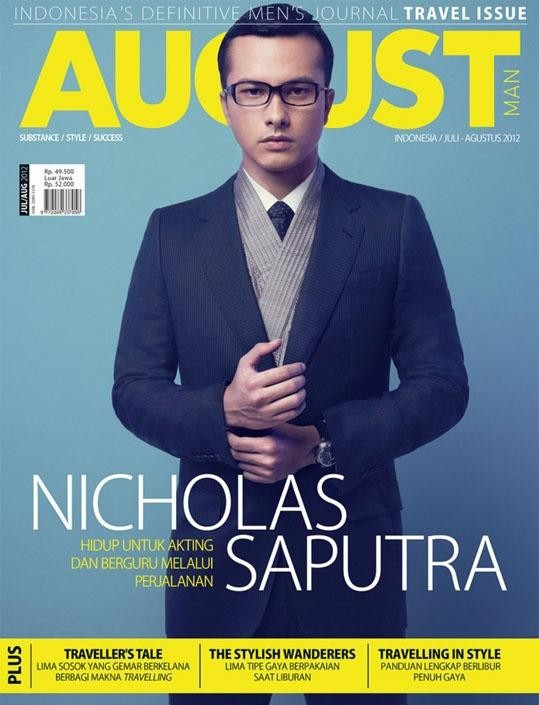 INDONESIA'S DEFINITIVE MEN'S JOURNAL TRAVEL ISSUE
AUGUST
MAN
SUBSTANCE / STYLE / SUCCESS
INDONESIA / JULI - AGUSTUS 2012
JUL/AUG 2012
Rp. 49.500
Luar Jawa
Rp. 52.000
NICHOLAS
SAPUTRA
HIDUP UNTUK AKTING
DAN BERGURU MELALUI
PERJALANAN
PLUS
TRAVELLER'S TALE
LIMA SOSOK YANG GEMAR BERKELANA
BERBAGI MAKNA TRAVELLING
THE STYLISH WANDERERS
LIMA TIPE GAYA BERPAKAIAN
SAAT LIBURAN
TRAVELLING IN STYLE
PANDUAN LENGKAP BERLIBUR
PENUH GAYA